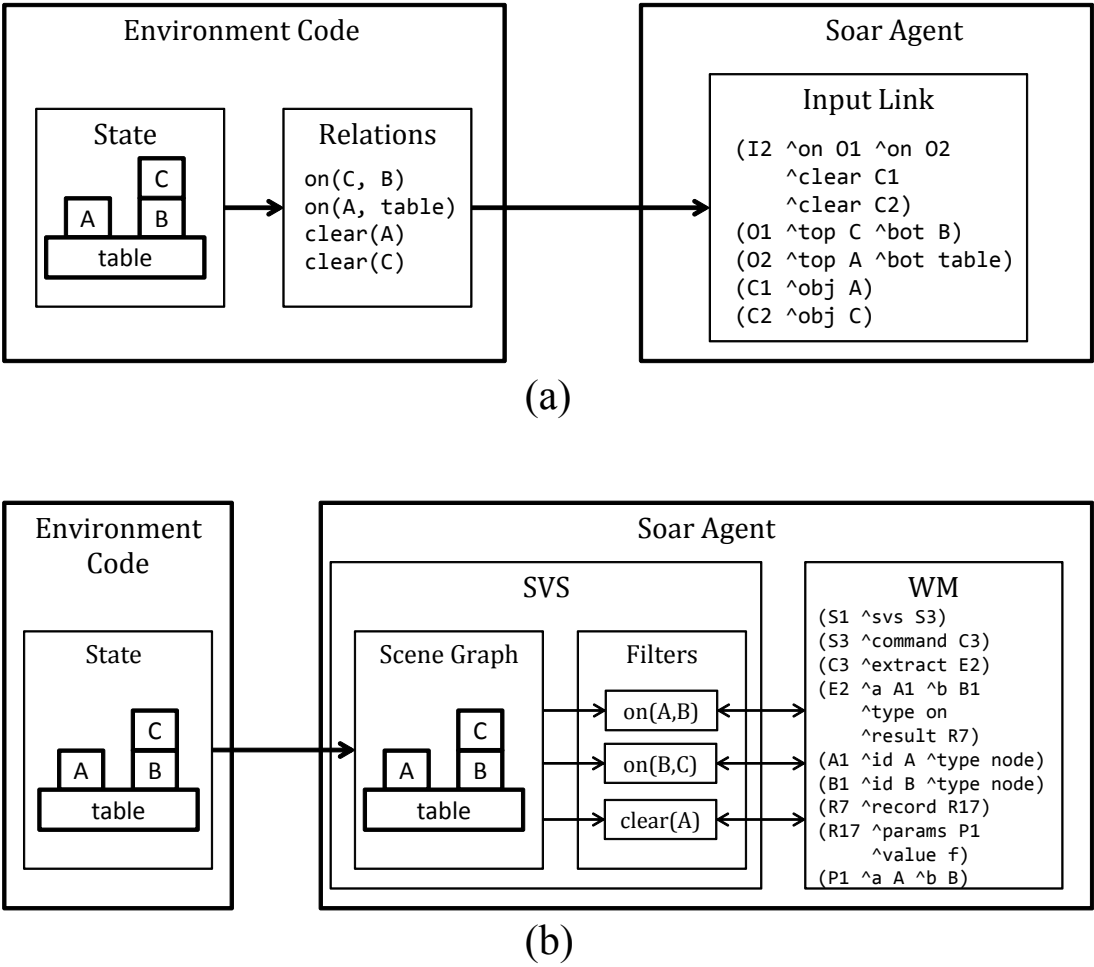 Environment Code
Soar Agent
State
C
A
B
table
Relations
on(C, B)
on(A, table)
clear(A)
clear(C)
Input Link
(I2 ^on O1 ^on O2
^clear C1
^clear C2)
(O1 ^top C ^bot B)
(O2 ^top A ^bot table)
(C1 ^obj A)
(C2 ^obj C)
(a)
Environment
Code
State
C
A
B
table
Soar Agent
SVS
Scene Graph
C
A
B
table
Filters
on(A,B)
on(B,C)
clear(A)
WM
(S1 ^svs S3)
(S3 ^command C3)
(C3 ^extract E2)
(E2 ^a A1 ^b B1
^type on
^result R7)
(A1 ^id A ^type node)
(B1 ^id B ^type node)
(R7 ^record R17)
(R17 ^params P1
^value f)
(P1 ^a A ^b B)
(b)